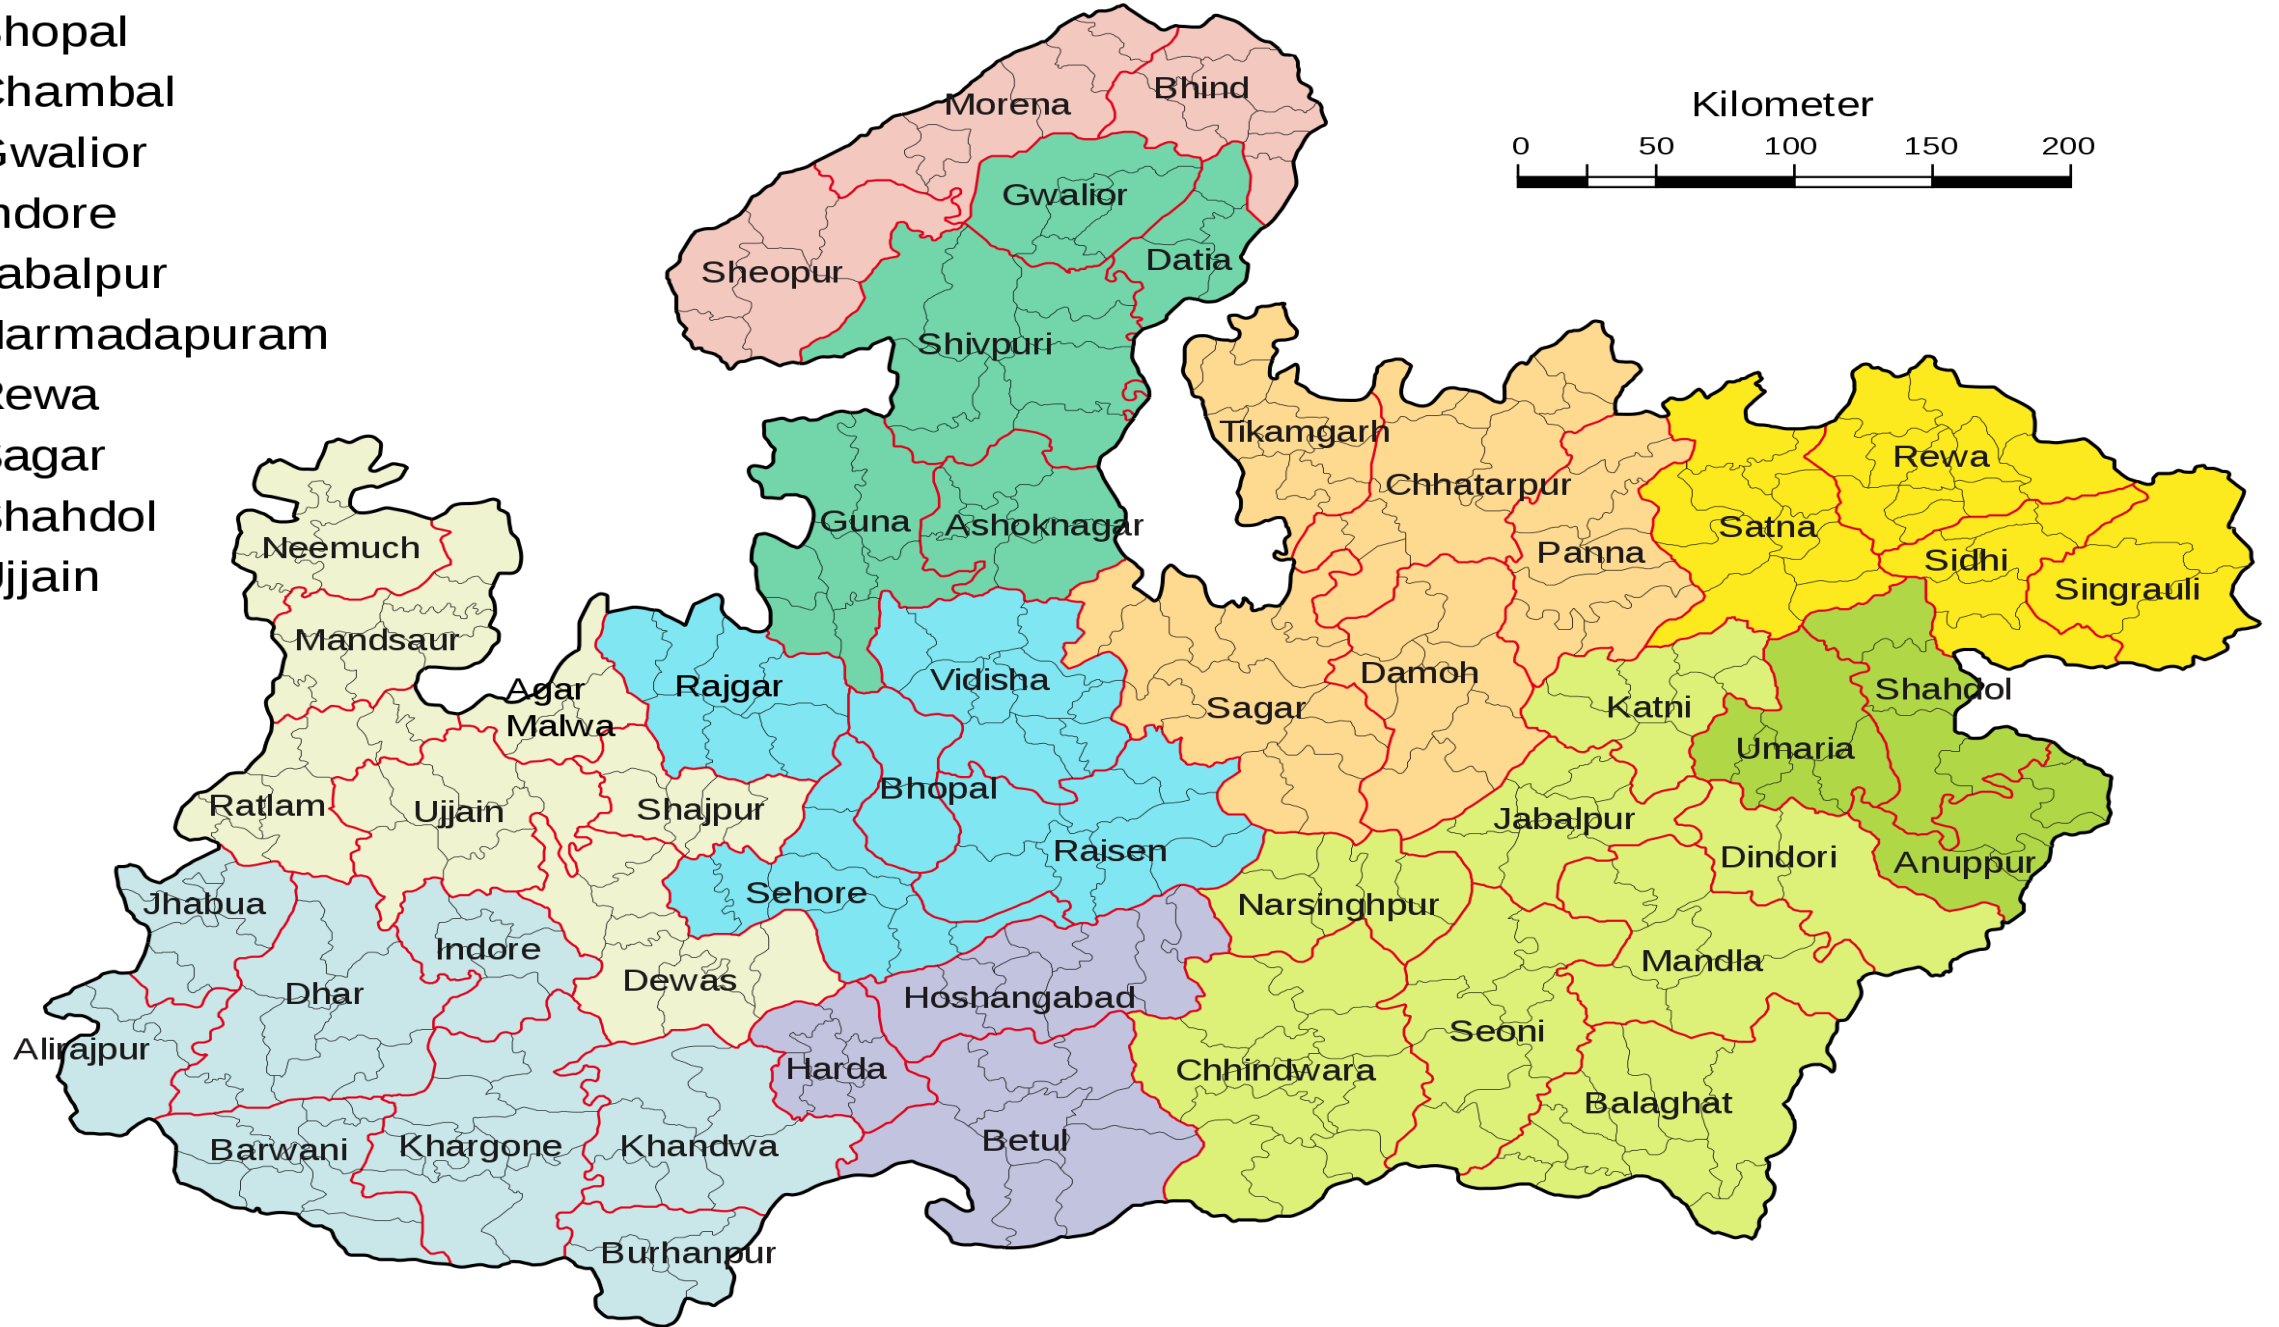 hopal
Chambal
Gwalior
ndore
abalpur
Narmadapuram
Rewa
Sagar
Shahdol
Ujjain
Kilometer
0 50 100 150 200
Bhind
Morena
Gwalior
Datia
Sheopur
Shivpuri
Tikamgarh
Rewa
Chhatarpur
Guna
Ashoknagar
Satna
Neemuch
Panna
Sidhi
Singrauli
Mandsaur
Damoh
Vidisha
Rajgar
Agar
Malwa
Shahdol
Sagar
Katni
Umaria
Bhopal
Ratlam
Ujjain
Shajpur
Jabalpur
Raisen
Dindori
Anuppur
Sehore
Jhabua
Narsinghpur
Indore
Mandla
Dewas
Dhar
Hoshangabad
Seoni
Alirajpur
Harda
Chhindwara
Balaghat
Betul
Barwani
Khargone
Khandwa
Burhanpur